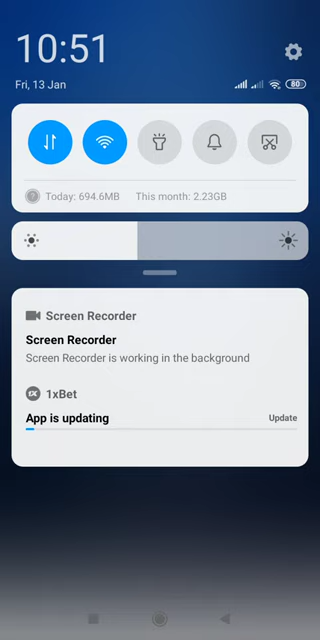 10:51
Fri, 13 Jan
80
Today: 694.6MB This month: 2.23GB
Screen Recorder
Screen Recorder
Screen Recorder is working in the background
1X
1xBet
App is updating Update